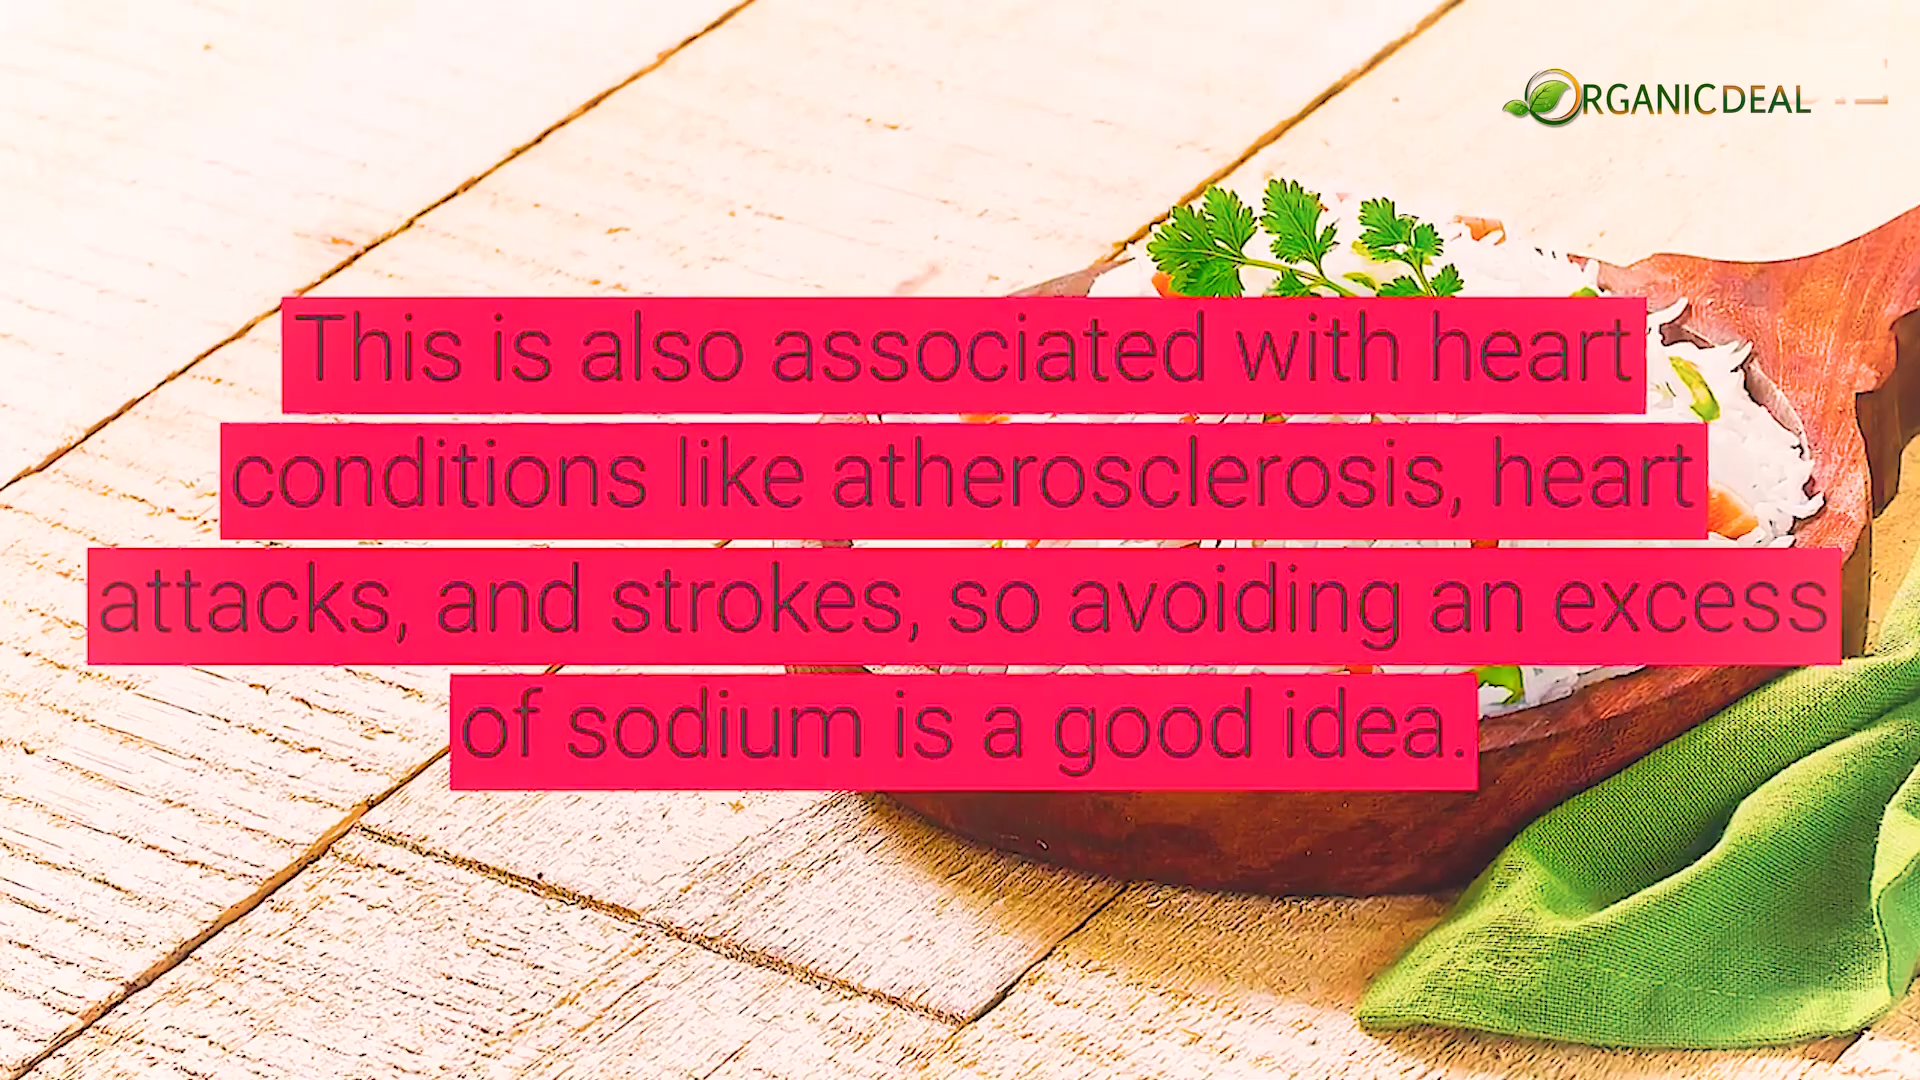 ORGANICDEAL
This is also associated with heart
conditions like atherosclerosis, heart
attacks, and strokes, so avoiding an excess
of sodium is a good idea.